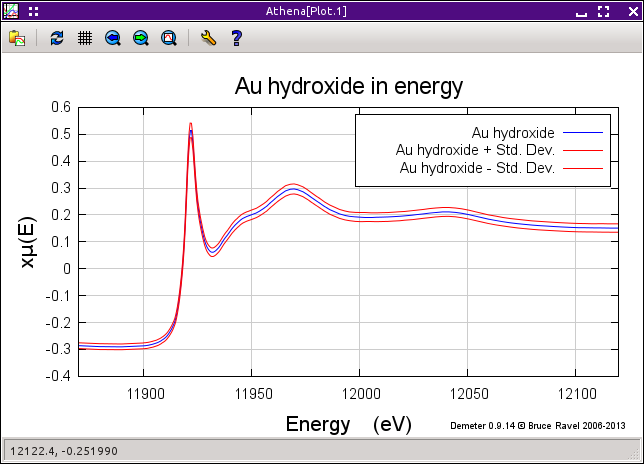 Athena[Plot.1]
Au hydroxide in energy
Au hydroxide
Au hydroxide + Std. Dev.
Au hydroxide - Std. Dev.
0.6
0.5
0.4
0.3
0.2
0.1
0
-0.1
-0.2
-0.3
-0.4
xμ(E)
11900 11950 12000 12050 12100
Energy (eV)
Demeter 0.9.14 © Bruce Ravel 2006-2013
12122.4, -0.251990